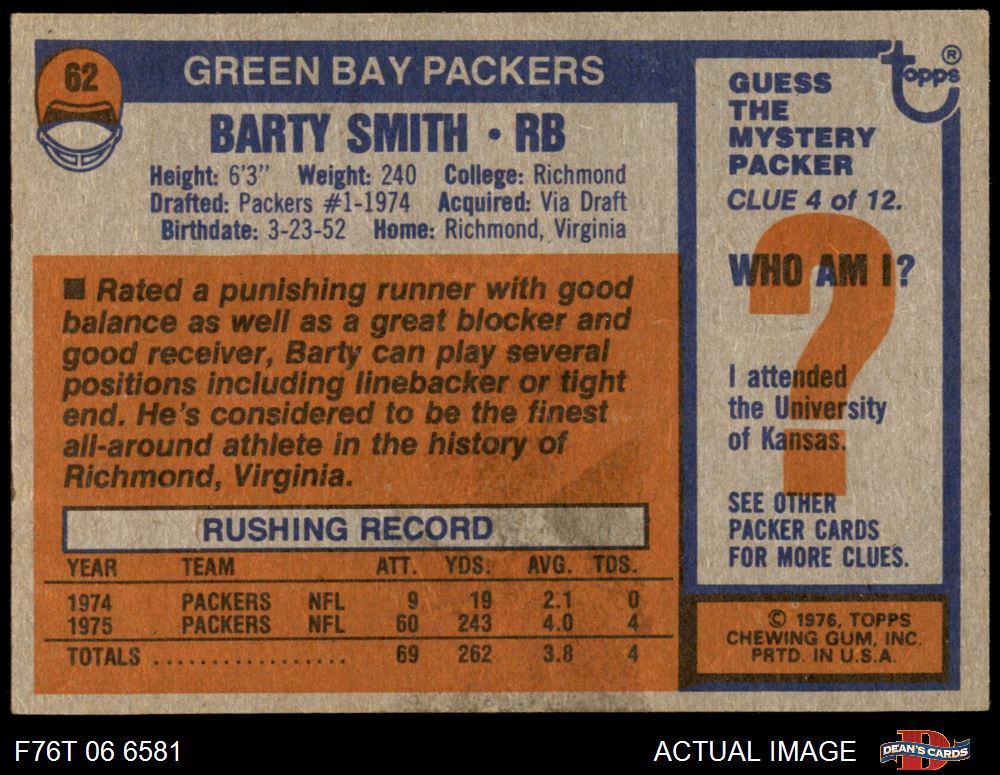 62
GREEN BAY PACKERS
BARTY SMITH • RB
Height: 6'3" Weight: 240 College: Richmond
Drafted: Packers #1-1974 Acquired: Via Draft
Birthdate: 3-23-52 Home: Richmond, Virginia
■ Rated a punishing runner with good
balance as well as a great blocker and
good receiver, Barty can play several
positions including linebacker or tight
end. He's considered to be the finest
all-around athlete in the history of
Richmond, Virginia.
RUSHING RECORD
YEAR TEAM ATT. YDS. AVG. TDS.
1974 PACKERS NFL 9 19 2.1 0
1975 PACKERS NFL 60 243 4.0 4
TOTALS .................. 69 262 3.8 4
topps ®
GUESS
THE
MYSTERY
PACKER
CLUE 4 of 12.
?
WHO AM I?
I attended
the University
of Kansas.
SEE OTHER
PACKER CARDS
FOR MORE CLUES.
© 1976, TOPPS
CHEWING GUM, INC.
PRTD. IN U.S.A.
F76T 06 6581
ACTUAL IMAGE
D
DEAN'S CARDS